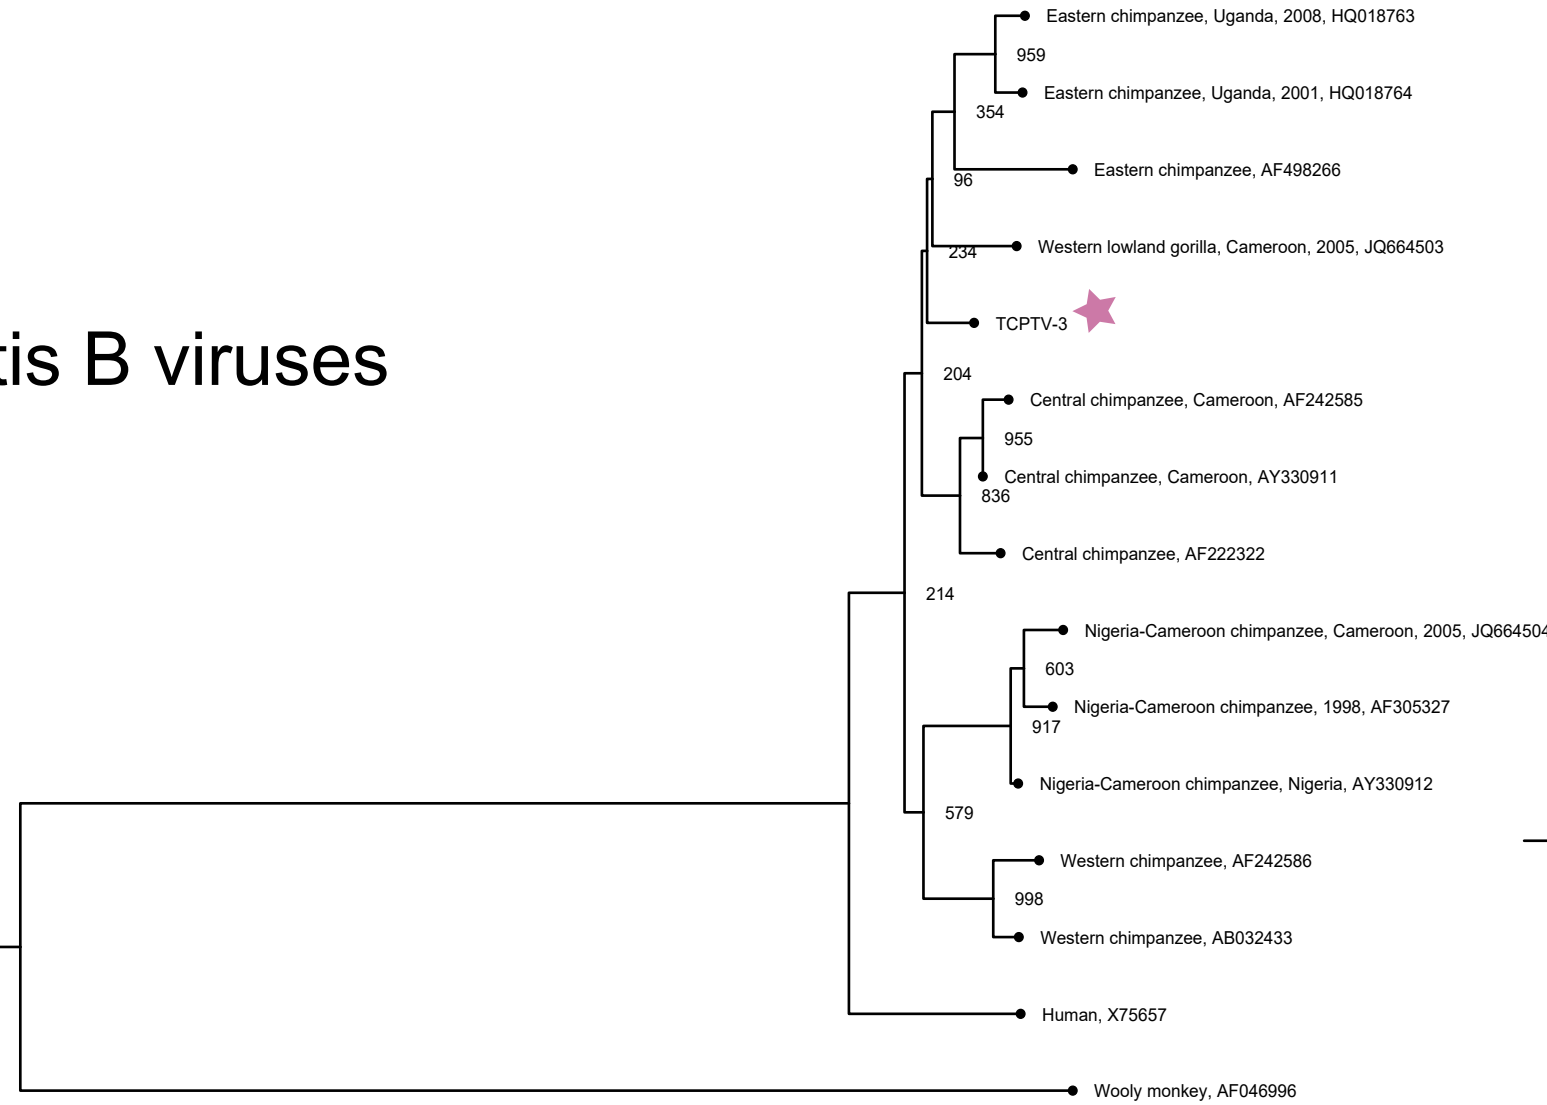 Eastern chimpanzee, Uganda, 2008, HQ018763
959
Eastern chimpanzee, Uganda, 2001, HQ018764
354
Eastern chimpanzee, AF498266
96
Western lowland gorilla, Cameroon, 2005, JQ664503
234
TCPTV-3
tis B viruses
204
Central chimpanzee, Cameroon, AF242585
955
Central chimpanzee, Cameroon, AY330911
836
Central chimpanzee, AF222322
214
Nigeria-Cameroon chimpanzee, Cameroon, 2005, JQ664504
603
Nigeria-Cameroon chimpanzee, 1998, AF305327
917
Nigeria-Cameroon chimpanzee, Nigeria, AY330912
579
Western chimpanzee, AF242586
998
Western chimpanzee, AB032433
Human, X75657
Wooly monkey, AF046996